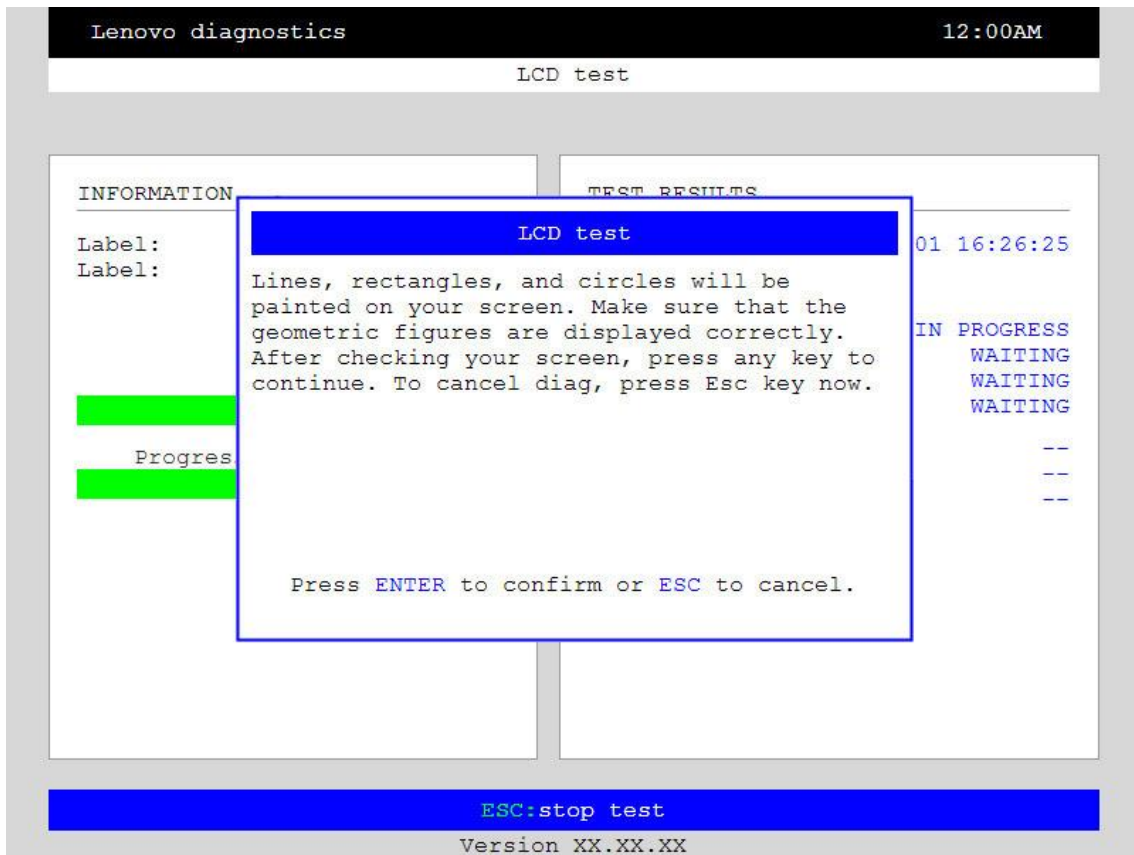 Lenovo diagnostics 12:00AM
LCD test
INFORMATION
TEST RESULTS
Label:
Label:
01 16:26:25
IN PROGRESS
WAITING
WAITING
WAITING
--
--
--
LCD test
Lines, rectangles, and circles will be
painted on your screen. Make sure that the
geometric figures are displayed correctly.
After checking your screen, press any key to
continue. To cancel diag, press Esc key now.
Press ENTER to confirm or ESC to cancel.
Progres
ESC:stop test
Version XX.XX.XX